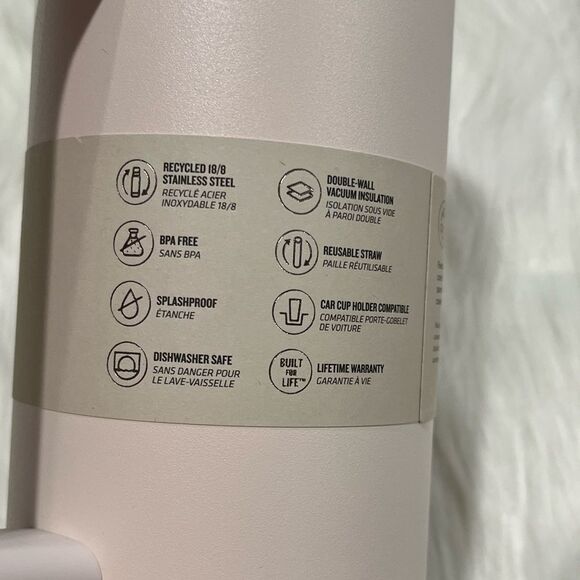 RECYCLED 18/8
STAINLESS STEEL
RECYCLÉ ACIER
INOXYDABLE 18/8
DOUBLE-WALL
VACUUM INSULATION
ISOLATION SOUS VIDE
À PAROI DOUBLE
BPA FREE
SANS BPA
REUSABLE STRAW
PAILLE RÉUTILISABLE
SPLASHPROOF
ÉTANCHE
CAR CUP HOLDER COMPATIBLE
COMPATIBLE PORTE-GOBELET
DE VOITURE
DISHWASHER SAFE
SANS DANGER POUR
LE LAVE-VAISSELLE
BUILT
FOR
LIFE™
LIFETIME WARRANTY
GARANTIE À VIE